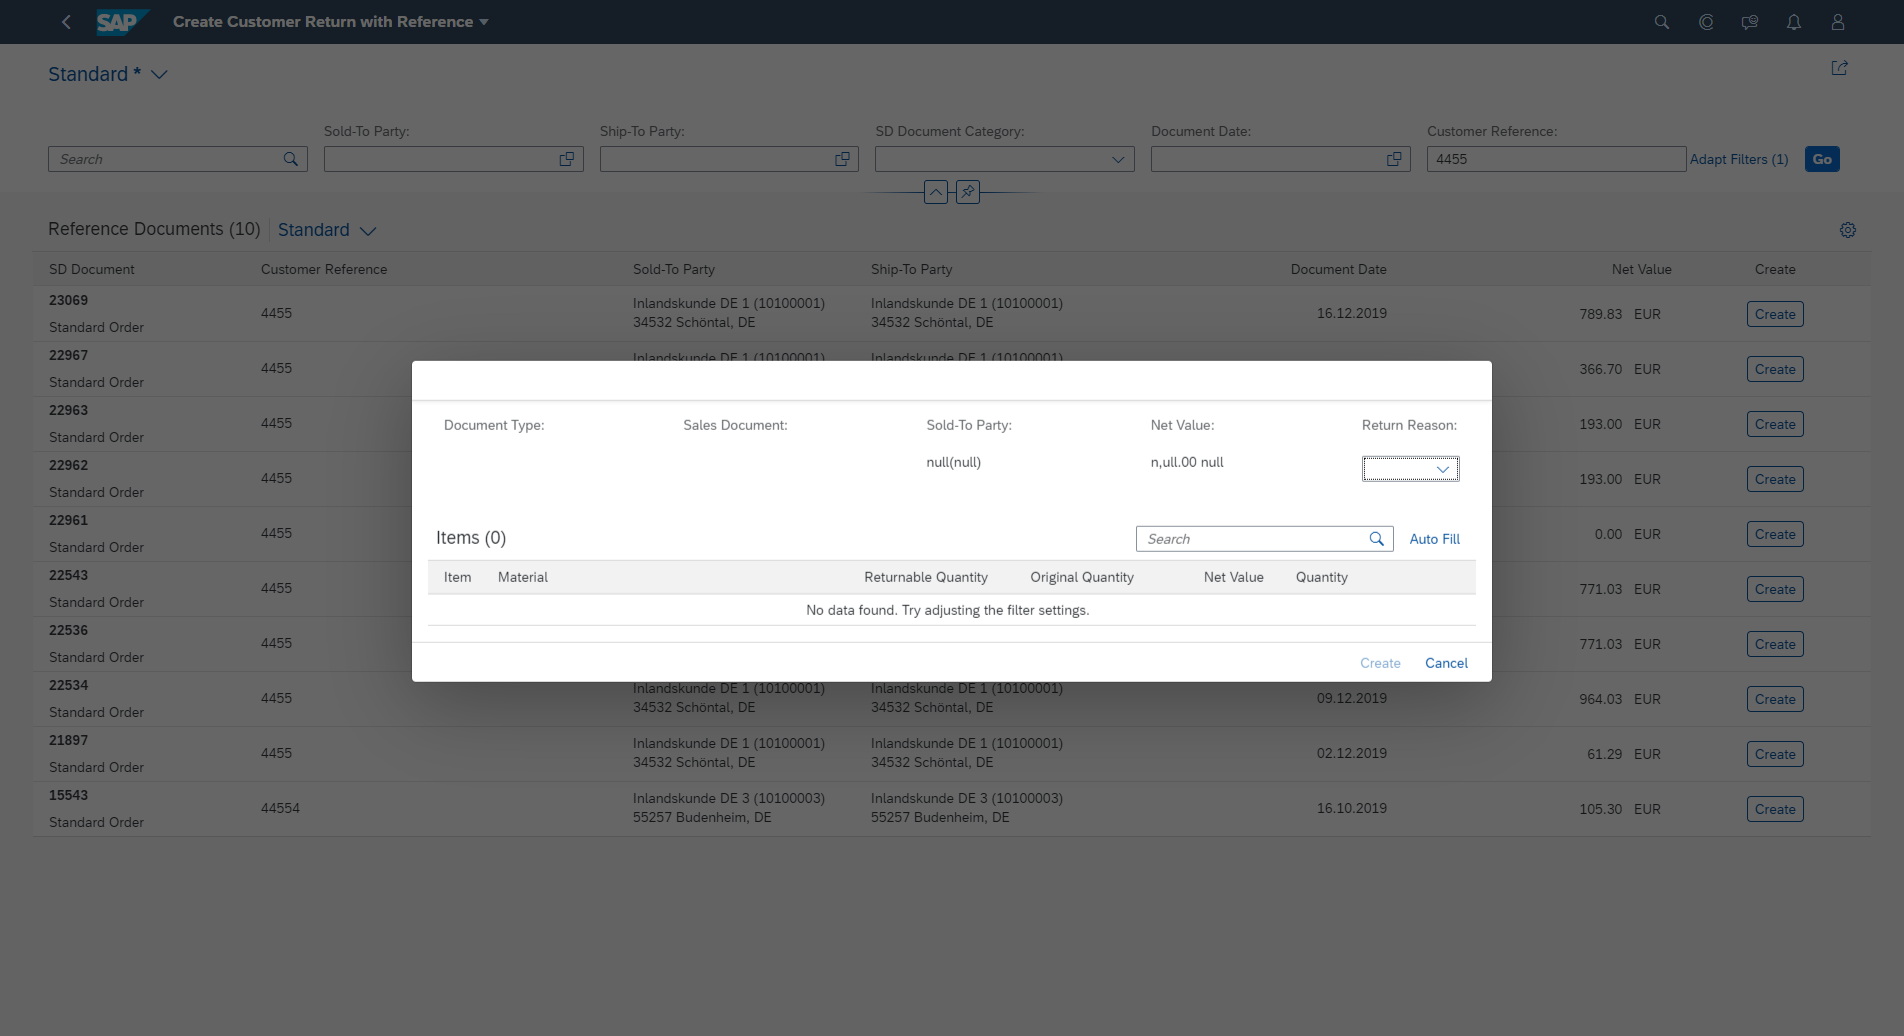 SAP Create Customer Return with Reference
Standard *
Sold-To Party: Ship-To Party: SD Document Category: Document Date: Customer Reference:
Search 4455 Adapt Filters (1) Go
Reference Documents (10) Standard
SD Document Customer Reference Sold-To Party Ship-To Party Document Date Net Value Create
23069
Standard Order
4455
Inlandskunde DE 1 (10100001)
34532 Schöntal, DE
Inlandskunde DE 1 (10100001)
34532 Schöntal, DE
16.12.2019
789.83 EUR
Create
22967
Standard Order
4455
Inlandskunde DE 1 (10100001)
Inlandskunde DE 1 (10100001)
366.70 EUR
Create
22963
Standard Order
4455
193.00 EUR
Create
22962
Standard Order
4455
193.00 EUR
Create
22961
Standard Order
4455
0.00 EUR
Create
22543
Standard Order
4455
771.03 EUR
Create
22536
Standard Order
4455
771.03 EUR
Create
22534
Standard Order
4455
Inlandskunde DE 1 (10100001)
34532 Schöntal, DE
Inlandskunde DE 1 (10100001)
34532 Schöntal, DE
09.12.2019
964.03 EUR
Create
21897
Standard Order
4455
Inlandskunde DE 1 (10100001)
34532 Schöntal, DE
Inlandskunde DE 1 (10100001)
34532 Schöntal, DE
02.12.2019
61.29 EUR
Create
15543
Standard Order
44554
Inlandskunde DE 3 (10100003)
55257 Budenheim, DE
Inlandskunde DE 3 (10100003)
55257 Budenheim, DE
16.10.2019
105.30 EUR
Create
Document Type: Sales Document: Sold-To Party: Net Value: Return Reason:
null(null) n,ull.00 null
Items (0) Search Auto Fill
Item Material Returnable Quantity Original Quantity Net Value Quantity
No data found. Try adjusting the filter settings.
Create Cancel